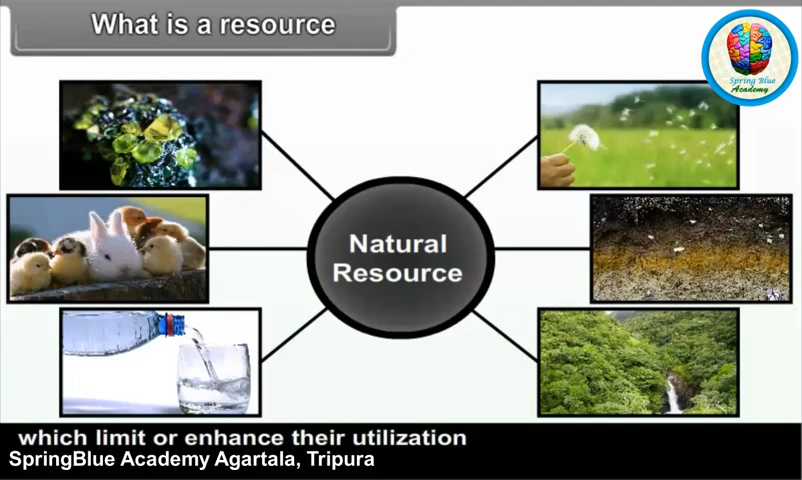 What is a resource
Spring Blue
Academy
Natural
Resource
which limit or enhance their utilization
SpringBlue Academy Agartala, Tripura